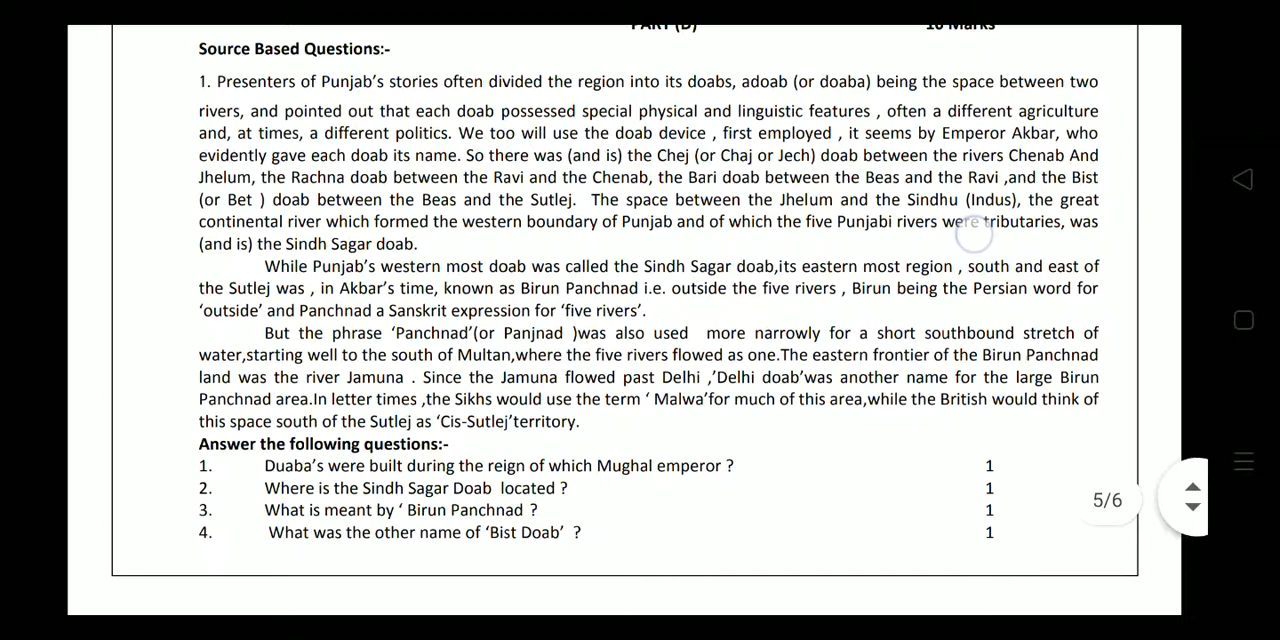 PART (D) 10 Marks
Source Based Questions:-
1. Presenters of Punjab's stories often divided the region into its doabs, adoab (or doaba) being the space between two
rivers, and pointed out that each doab possessed special physical and linguistic features , often a different agriculture
and, at times, a different politics. We too will use the doab device , first employed , it seems by Emperor Akbar, who
evidently gave each doab its name. So there was (and is) the Chej (or Chaj or Jech) doab between the rivers Chenab And
Jhelum, the Rachna doab between the Ravi and the Chenab, the Bari doab between the Beas and the Ravi ,and the Bist
(or Bet ) doab between the Beas and the Sutlej. The space between the Jhelum and the Sindhu (Indus), the great
continental river which formed the western boundary of Punjab and of which the five Punjabi rivers were tributaries, was
(and is) the Sindh Sagar doab.
While Punjab's western most doab was called the Sindh Sagar doab,its eastern most region , south and east of
the Sutlej was , in Akbar's time, known as Birun Panchnad i.e. outside the five rivers , Birun being the Persian word for
'outside' and Panchnad a Sanskrit expression for 'five rivers'.
But the phrase 'Panchnad'(or Panjnad )was also used more narrowly for a short southbound stretch of
water,starting well to the south of Multan,where the five rivers flowed as one.The eastern frontier of the Birun Panchnad
land was the river Jamuna . Since the Jamuna flowed past Delhi ,'Delhi doab'was another name for the large Birun
Panchnad area.In letter times ,the Sikhs would use the term ' Malwa'for much of this area,while the British would think of
this space south of the Sutlej as 'Cis-Sutlej'territory.
Answer the following questions:-
1. Duaba's were built during the reign of which Mughal emperor ? 1
2. Where is the Sindh Sagar Doab located ? 1
3. What is meant by ' Birun Panchnad ? 1
4. What was the other name of 'Bist Doab' ? 1
5/6